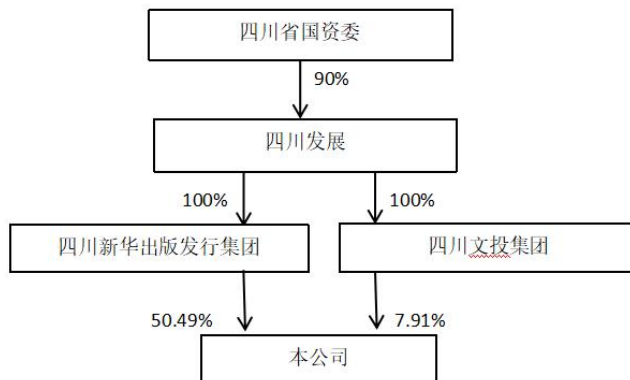 四川省国资委
90%
四川发展
100%
100%
四川新华出版发行集团
四川文投集团
50.49%
7.91%
本公司